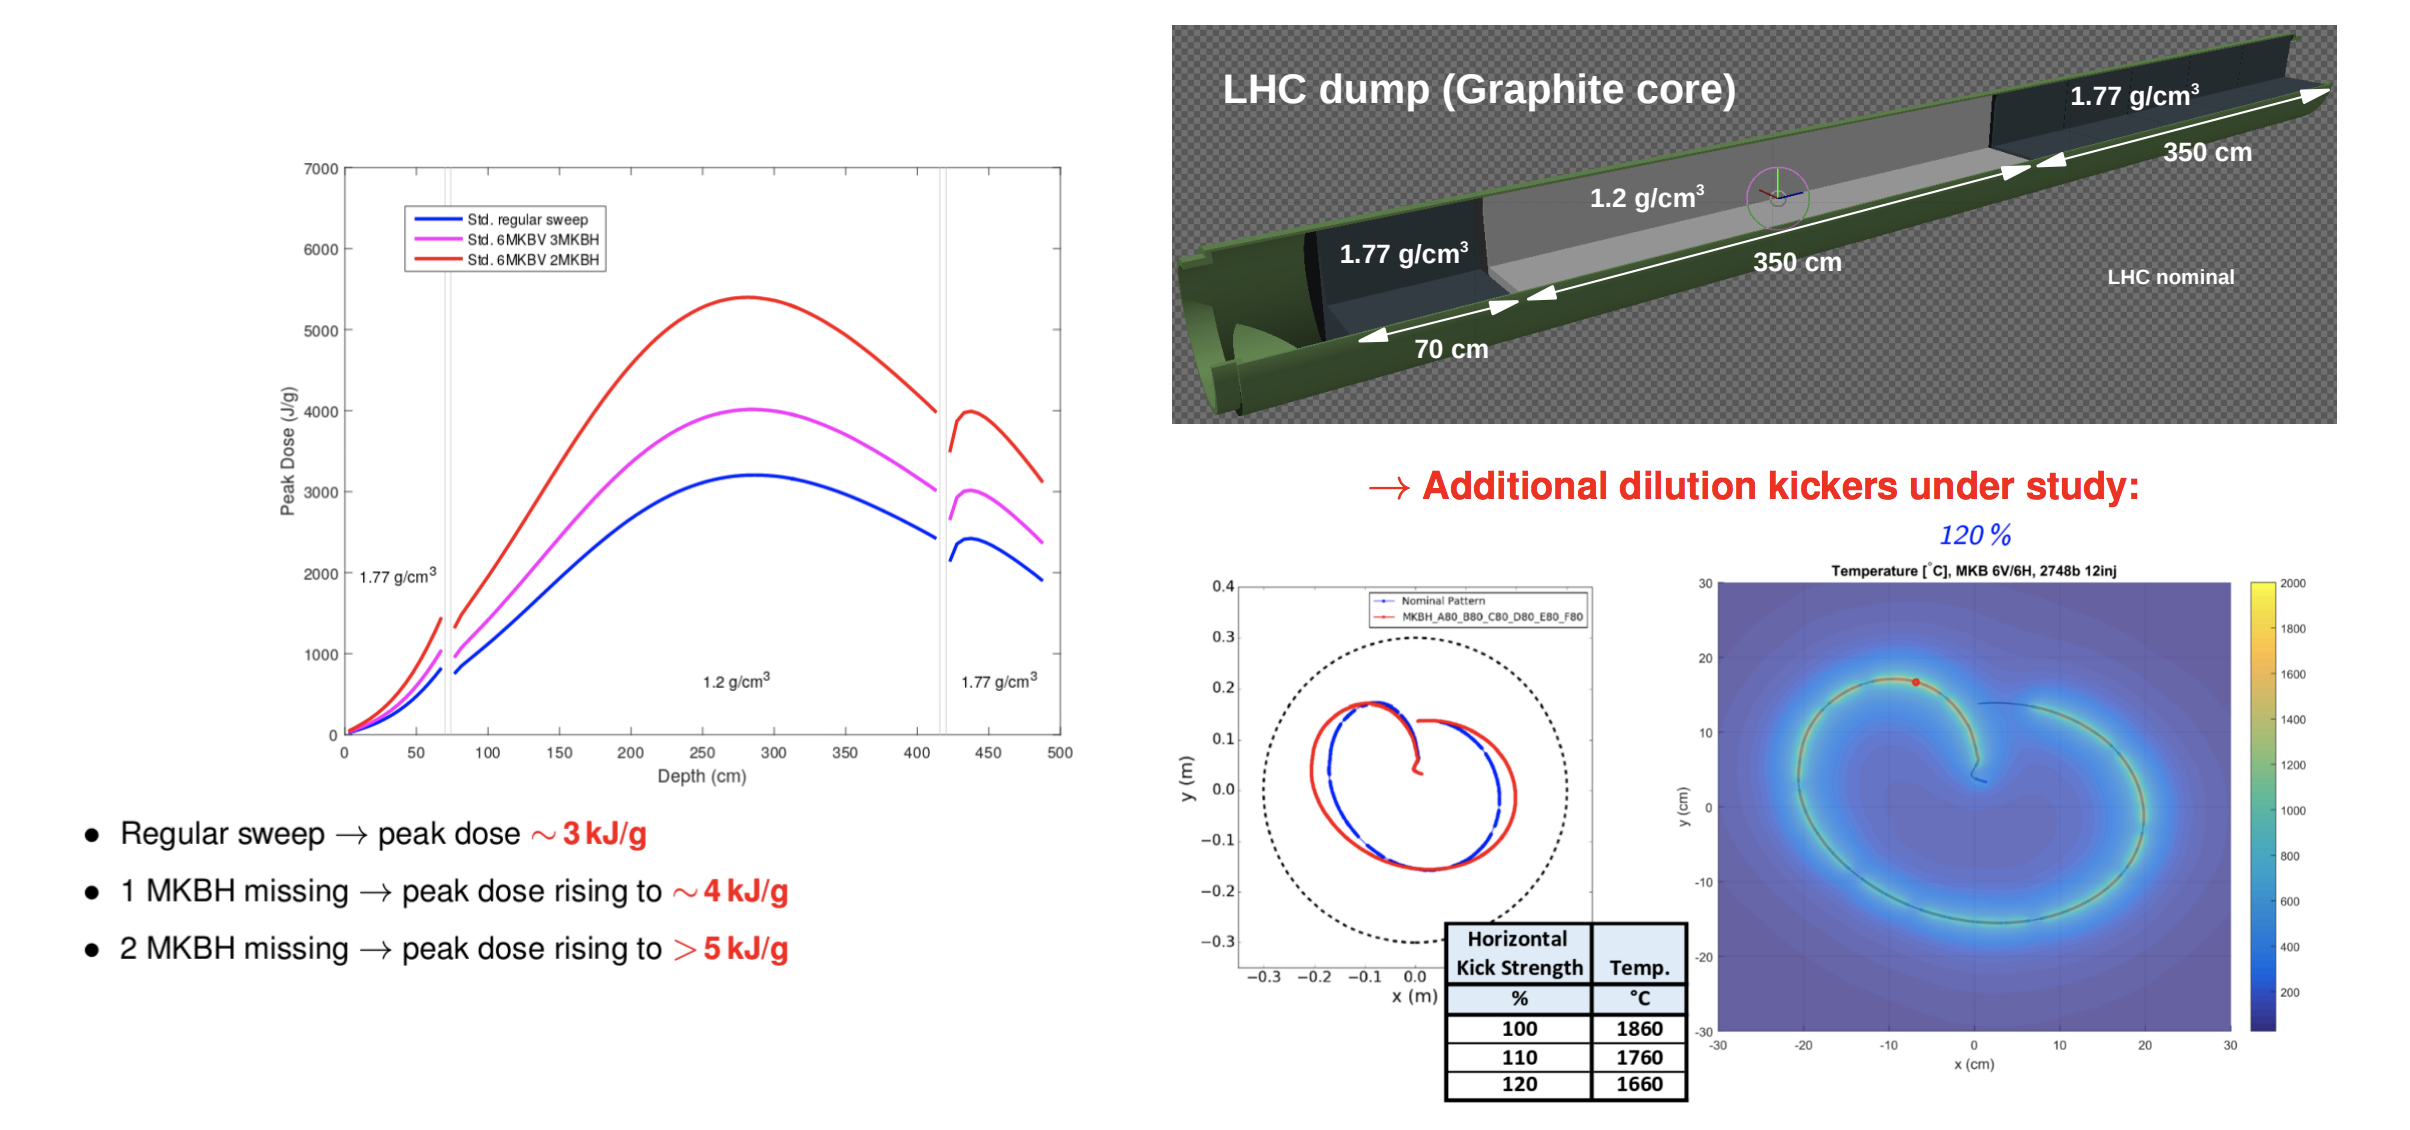 7000
6000
5000
4000
3000
2000
1000
0
Peak Dose (J/g)
Std. regular sweep
Std. 6MKBV 3MKBH
Std. 6MKBV 2MKBH
1.77 g/cm³
1.2 g/cm³
1.77 g/cm³
0 50 100 150 200 250 300 350 400 450 500
Depth (cm)
• Regular sweep → peak dose ∼ 3 kJ/g
• 1 MKBH missing → peak dose rising to ∼ 4 kJ/g
• 2 MKBH missing → peak dose rising to > 5 kJ/g
LHC dump (Graphite core)
1.77 g/cm³
350 cm
1.2 g/cm³
350 cm
LHC nominal
1.77 g/cm³
70 cm
→ Additional dilution kickers under study:
120 %
0.4
0.3
0.2
0.1
0.0
−0.1
−0.2
−0.3
y (m)
Nominal Pattern
MKBH_A80_B80_C80_D80_E80_F80
−0.3 −0.2 −0.1 0.0
x (m)
Horizontal Kick Strength Temp.
% °C
100 1860
110 1760
120 1660
Temperature [°C], MKB 6V/6H, 2748b 12inj
30
20
10
0
-10
-20
-30
y (cm)
-30 -20 -10 0 10 20 30
x (cm)
2000
1800
1600
1400
1200
1000
800
600
400
200